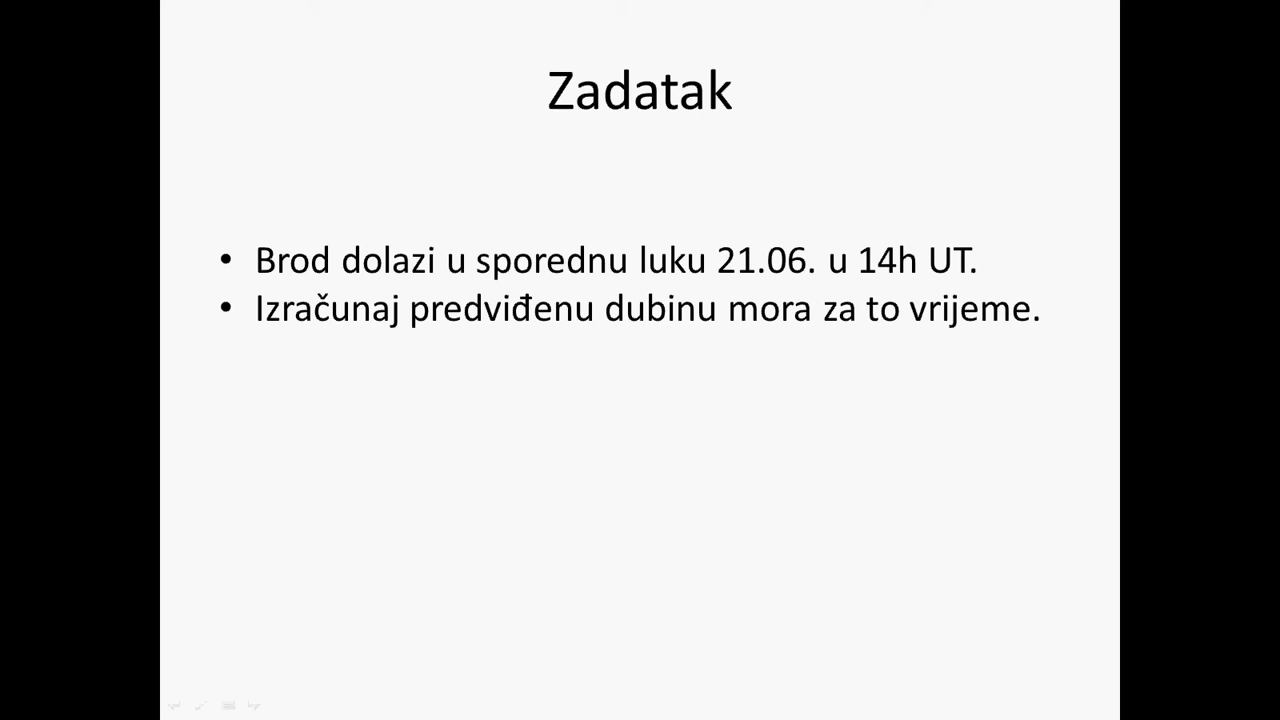 Zadatak
• Brod dolazi u sporednu luku 21.06. u 14h UT.
• Izračunaj predviđenu dubinu mora za to vrijeme.